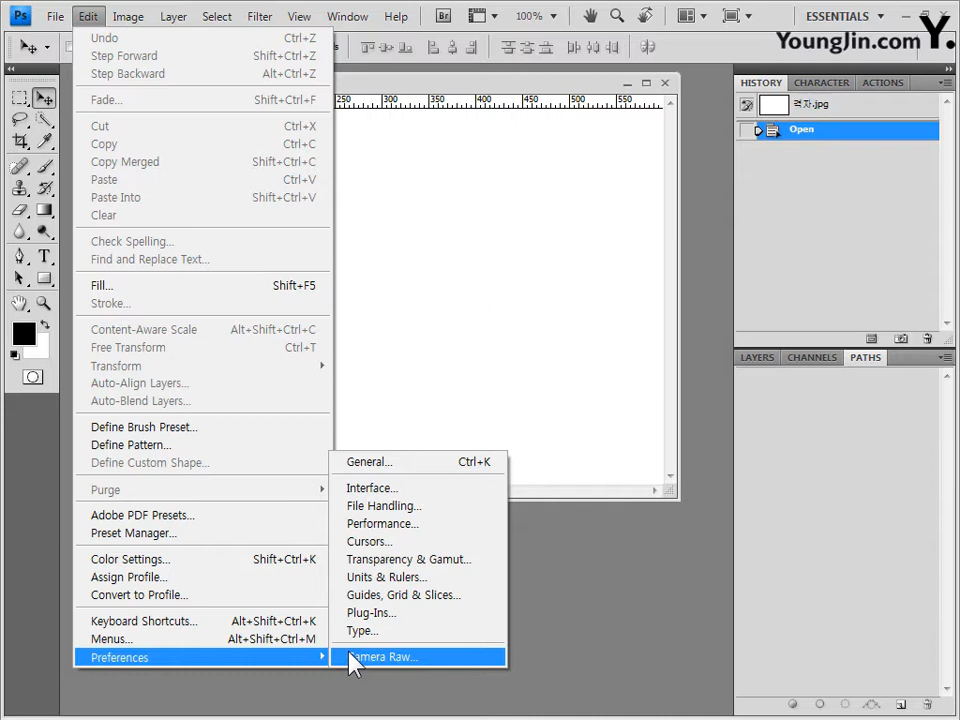 Ps File Edit Image Layer Select Filter View Window Help Br 100% ESSENTIALS
YoungJin.com Y.
Undo Ctrl+Z
Step Forward Shift+Ctrl+Z
Step Backward Alt+Ctrl+Z
Fade... Shift+Ctrl+F
Cut Ctrl+X
Copy Ctrl+C
Copy Merged Shift+Ctrl+C
Paste Ctrl+V
Paste Into Shift+Ctrl+V
Clear
Check Spelling...
Find and Replace Text...
Fill... Shift+F5
Stroke...
Content-Aware Scale Alt+Shift+Ctrl+C
Free Transform Ctrl+T
Transform
Auto-Align Layers...
Auto-Blend Layers...
Define Brush Preset...
Define Pattern...
Define Custom Shape...
Purge
Adobe PDF Presets...
Preset Manager...
Color Settings... Shift+Ctrl+K
Assign Profile...
Convert to Profile...
Keyboard Shortcuts... Alt+Shift+Ctrl+K
Menus... Alt+Shift+Ctrl+M
Preferences
General... Ctrl+K
Interface...
File Handling...
Performance...
Cursors...
Transparency & Gamut...
Units & Rulers...
Guides, Grid & Slices...
Plug-Ins...
Type...
Camera Raw...
250 300 350 400 450 500 550
HISTORY CHARACTER ACTIONS
.jpg
Open
LAYERS CHANNELS PATHS